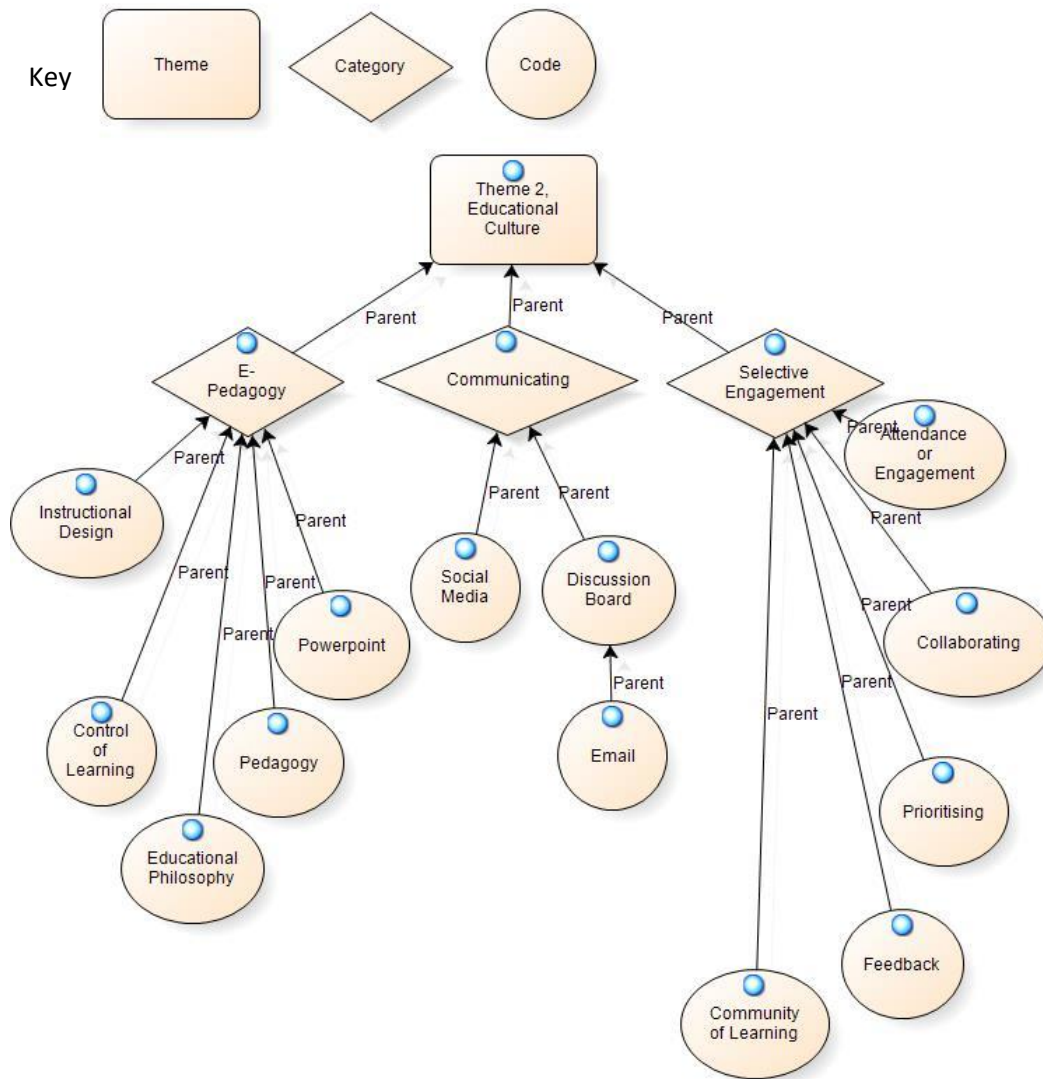 Key
Theme
Category
Code
Theme 2,
Educational
Culture
Parent
Parent
Parent
E-
Pedagogy
Communicating
Selective
Engagement
Parent
Attendance
or
Engagement
Parent
Instructional
Design
Parent
Parent
Social
Media
Discussion
Board
Parent
Parent
Parent
Parent
Powerpoint
Collaborating
Parent
Parent
Parent
Parent
Parent
Control
of
Learning
Pedagogy
Email
Prioritising
Educational
Philosophy
Feedback
Community
of Learning